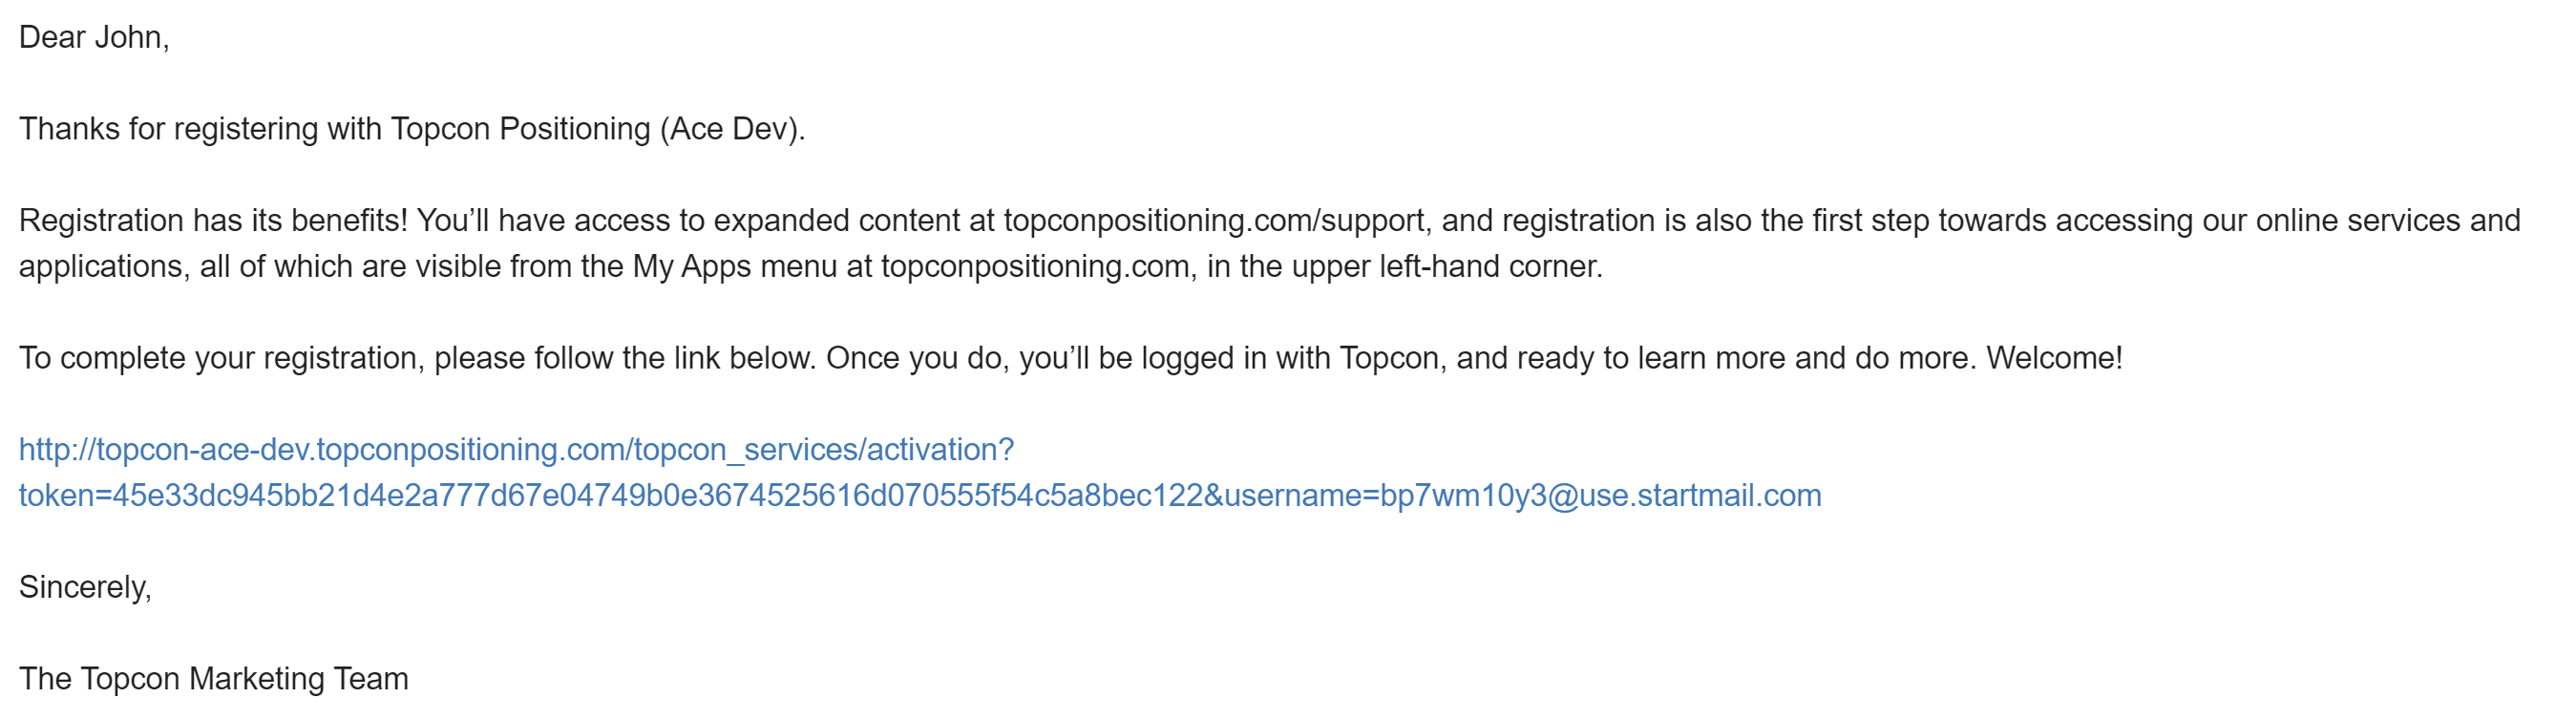 Dear John,
Thanks for registering with Topcon Positioning (Ace Dev).
Registration has its benefits! You’ll have access to expanded content at topconpositioning.com/support, and registration is also the first step towards accessing our online services and
applications, all of which are visible from the My Apps menu at topconpositioning.com, in the upper left-hand corner.
To complete your registration, please follow the link below. Once you do, you’ll be logged in with Topcon, and ready to learn more and do more. Welcome!
http://topcon-ace-dev.topconpositioning.com/topcon_services/activation?
token=45e33dc945bb21d4e2a777d67e04749b0e3674525616d070555f54c5a8bec122&username=bp7wm10y3@use.startmail.com
Sincerely,
The Topcon Marketing Team